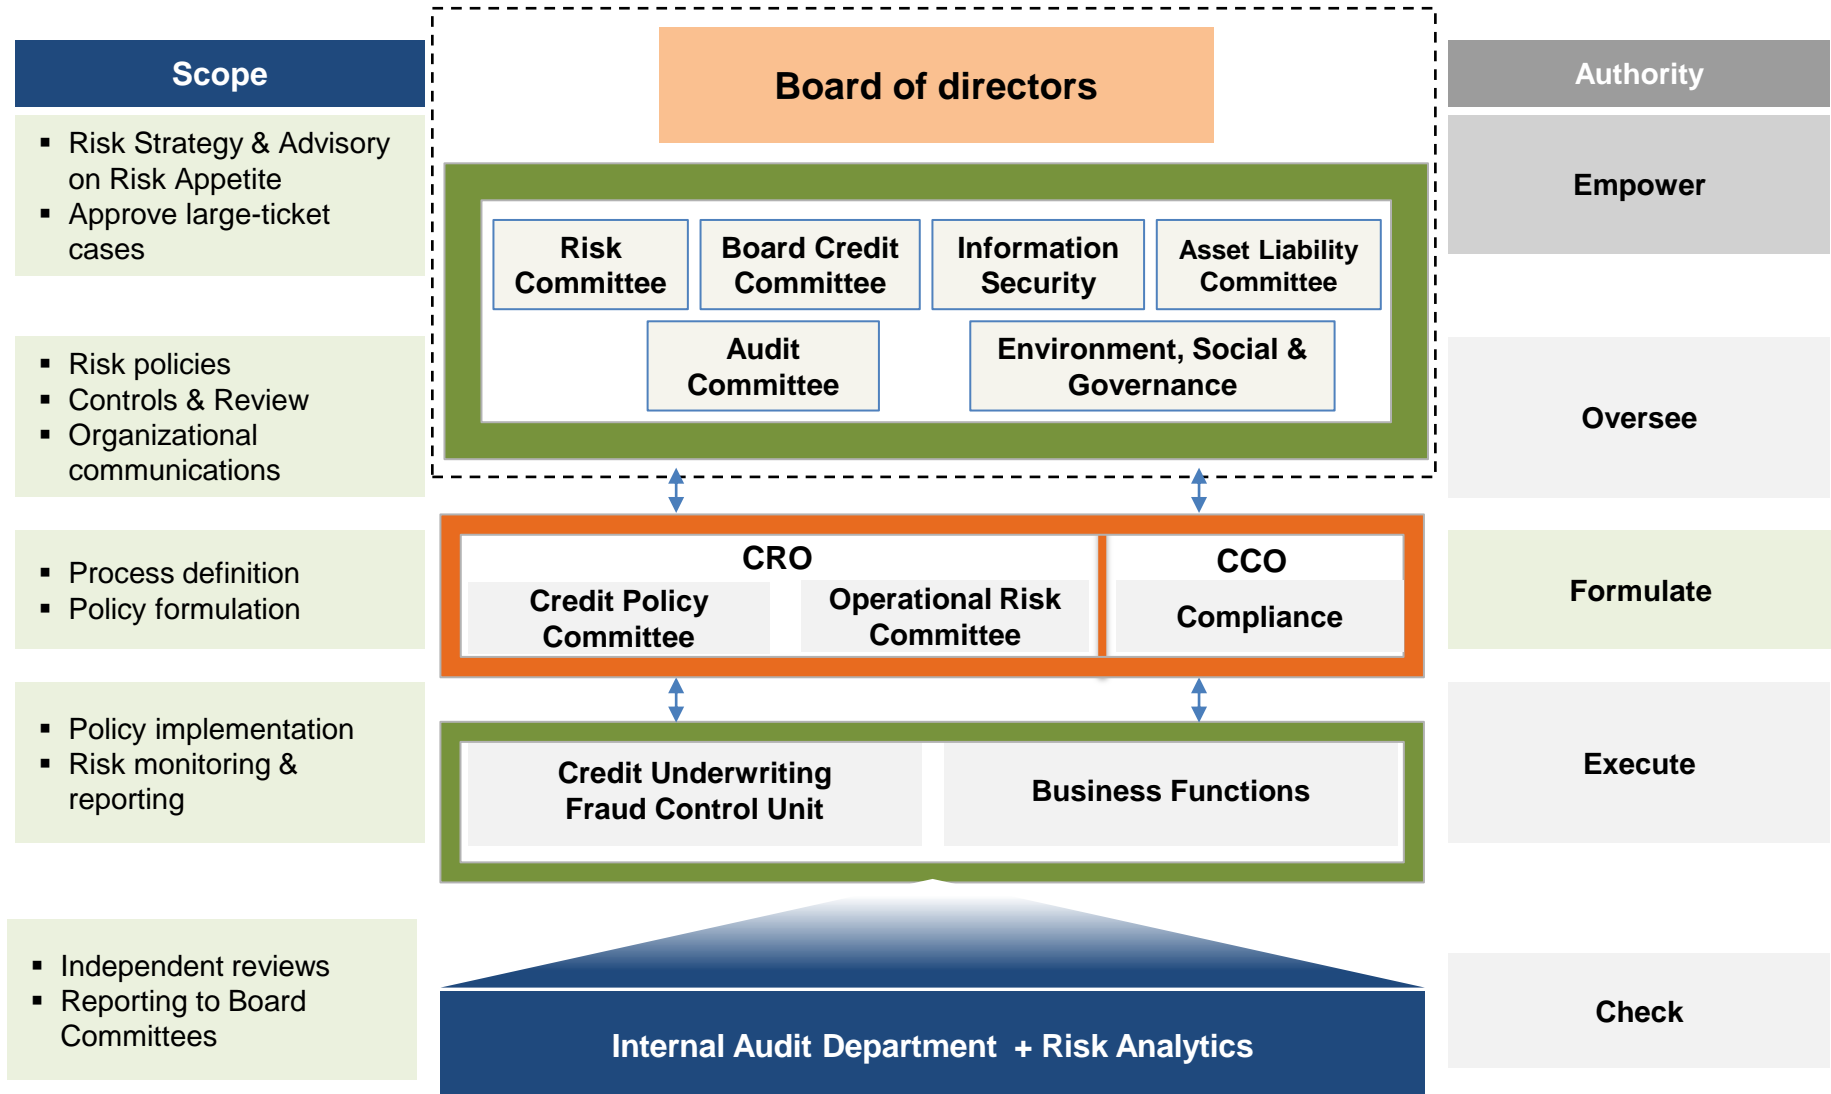 Scope
▪ Risk Strategy & Advisory
on Risk Appetite
▪ Approve large-ticket
cases
▪ Risk policies
▪ Controls & Review
▪ Organizational
communications
▪ Process definition
▪ Policy formulation
▪ Policy implementation
▪ Risk monitoring &
reporting
▪ Independent reviews
▪ Reporting to Board
Committees
Board of directors
Risk
Committee
Board Credit
Committee
Information
Security
Asset Liability
Committee
Audit
Committee
Environment, Social &
Governance
CRO
Credit Policy
Committee
Operational Risk
Committee
CCO
Compliance
Credit Underwriting
Fraud Control Unit
Business Functions
Internal Audit Department + Risk Analytics
Authority
Empower
Oversee
Formulate
Execute
Check